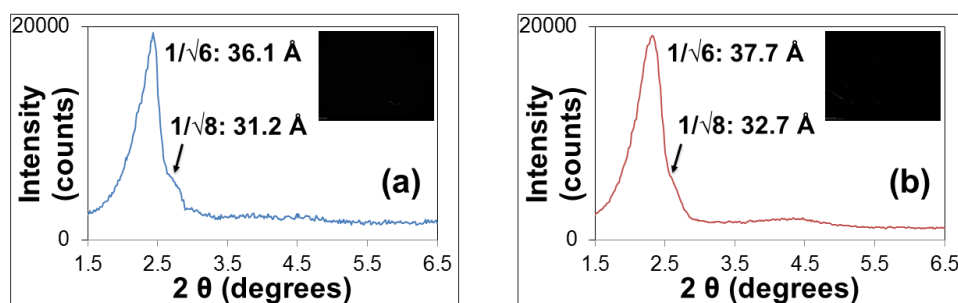 20000
1/√6: 36.1 Å
1/√8: 31.2 Å
Intensity
(counts)
(a)
0
1.5 2.5 3.5 4.5 5.5 6.5
2 θ (degrees)
20000
1/√6: 37.7 Å
1/√8: 32.7 Å
Intensity
(counts)
(b)
0
1.5 2.5 3.5 4.5 5.5 6.5
2 θ (degrees)